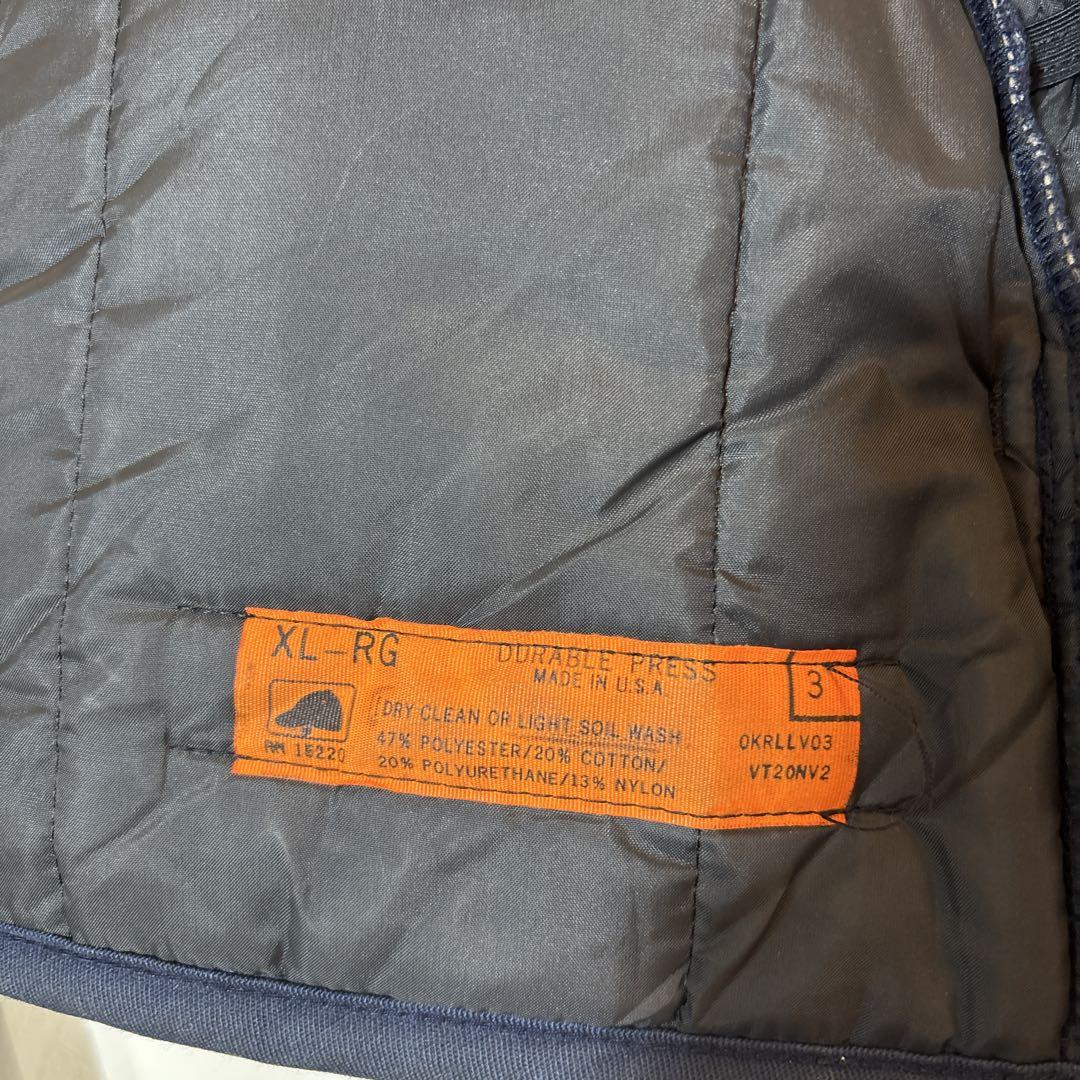 XL-RG
DURABLE PRESS
MADE IN U.S.A.
3
DRY CLEAN OR LIGHT SOIL WASH
47% POLYESTER/20% COTTON/
20% POLYURETHANE/13% NYLON
RN 15220
OKRLLV03
VT20NV2